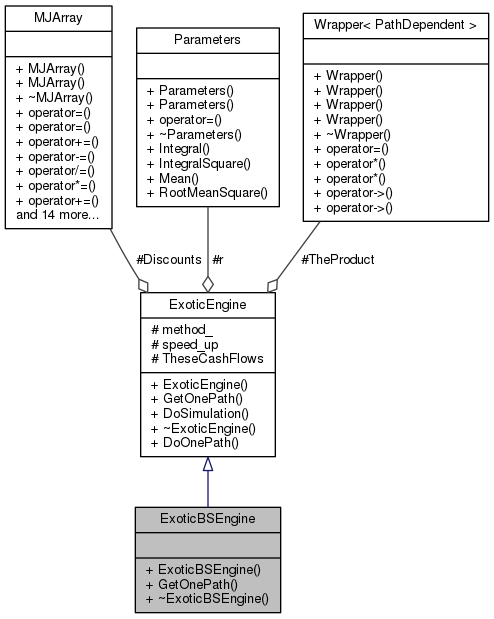 MJArray
+ MJArray()
+ MJArray()
+ ~MJArray()
+ operator=()
+ operator=()
+ operator+=()
+ operator-=()
+ operator/=()
+ operator*=()
+ operator+=()
and 14 more...
Parameters
+ Parameters()
+ Parameters()
+ operator=()
+ ~Parameters()
+ Integral()
+ IntegralSquare()
+ Mean()
+ RootMeanSquare()
Wrapper< PathDependent >
+ Wrapper()
+ Wrapper()
+ Wrapper()
+ Wrapper()
+ ~Wrapper()
+ operator=()
+ operator*()
+ operator*()
+ operator->()
+ operator->()
#Discounts
#r
#TheProduct
ExoticEngine
# method_
# speed_up
# TheseCashFlows
+ ExoticEngine()
+ GetOnePath()
+ DoSimulation()
+ ~ExoticEngine()
+ DoOnePath()
ExoticBSEngine
+ ExoticBSEngine()
+ GetOnePath()
+ ~ExoticBSEngine()